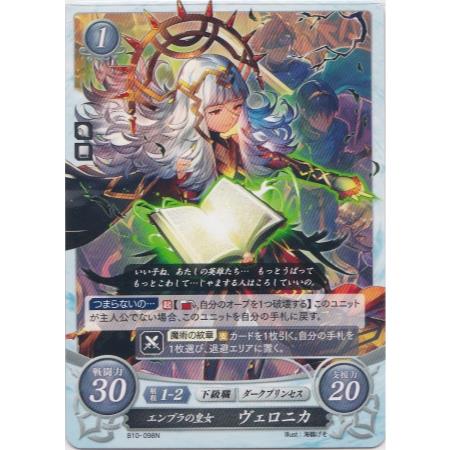 1
いい子ね、あたしの英雄たち… もっとうばって
もっとこわして…じゃまする人はころしていいの。
つまらないの… 起【,自分のオーブを1つ破壊する】このユニット
が主人公でない場合、このユニットを自分の手札に戻す。
魔術の紋章 カードを1枚引く。自分の手札を
1枚選び、退避エリアに置く。
戦闘力
30
射程 1-2 下級職 ダークプリンセス
支援力
20
エンブラの皇女 ヴェロニカ
B10-098N
Illust：海鵜げそ